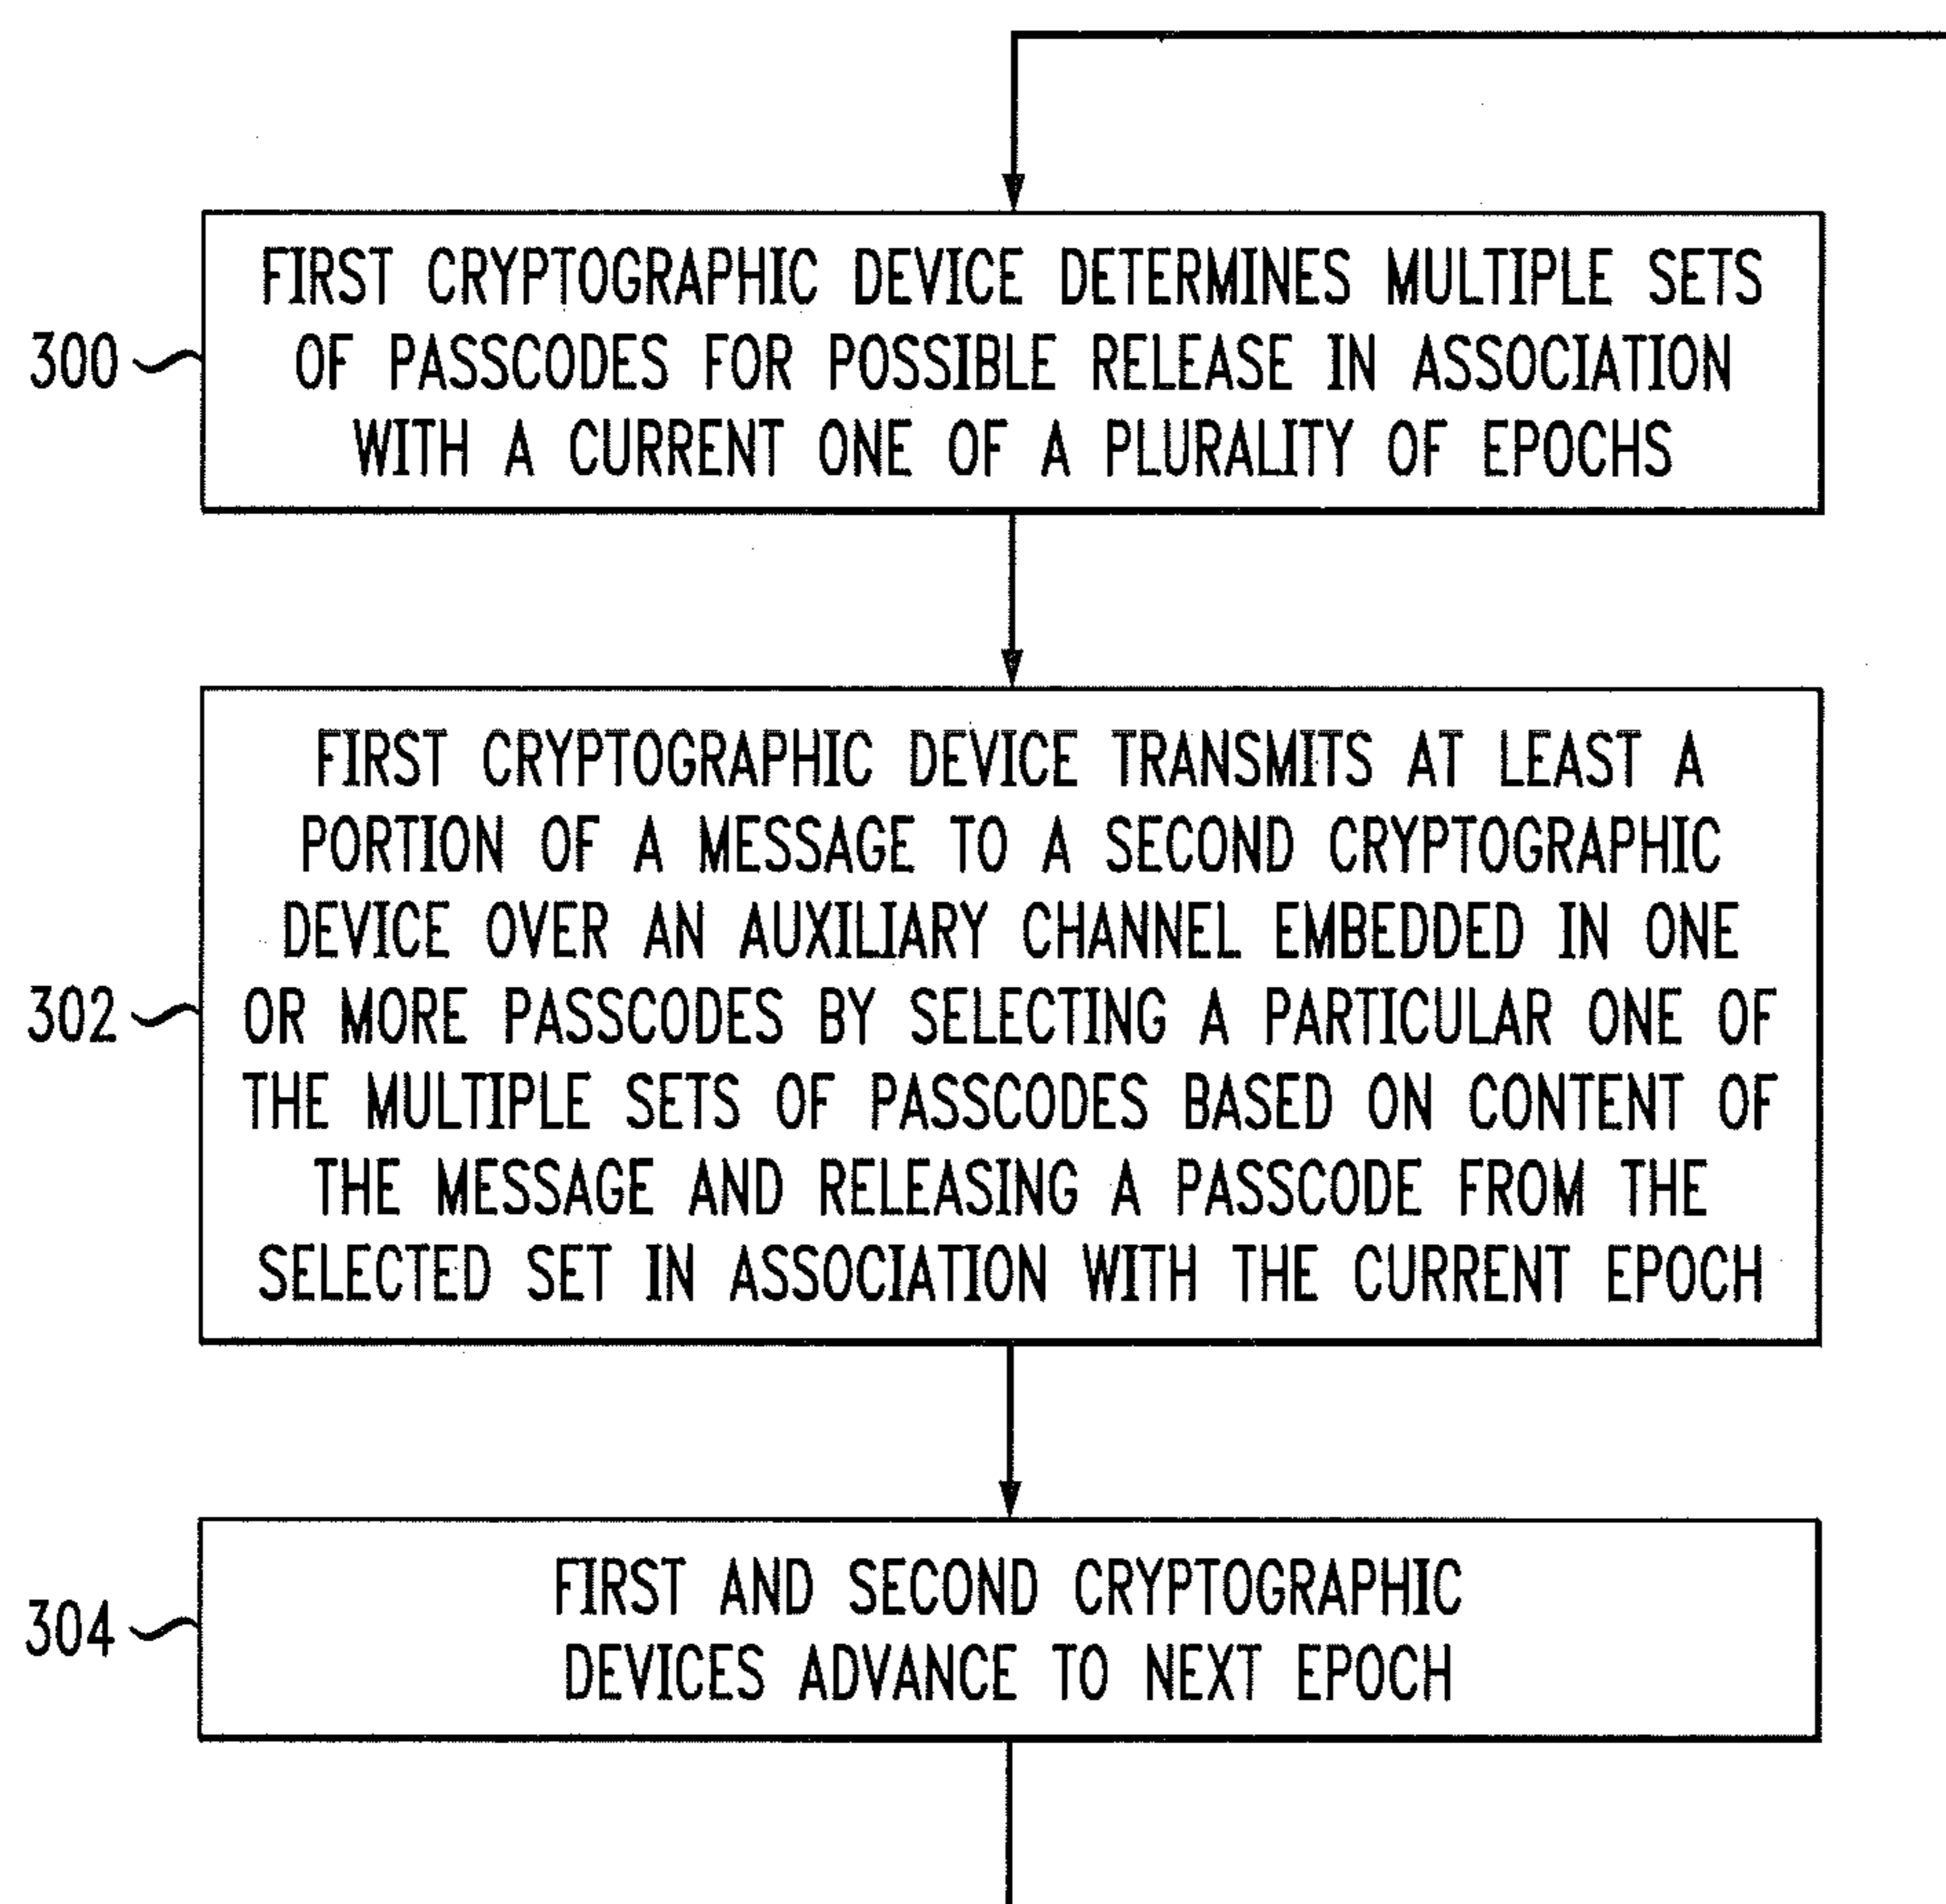 FIRST CRYPTOGRAPHIC DEVICE DETERMINES MULTIPLE SETS
OF PASSCODES FOR POSSIBLE RELEASE IN ASSOCIATION
WITH A CURRENT ONE OF A PLURALITY OF EPOCHS
300
FIRST CRYPTOGRAPHIC DEVICE TRANSMITS AT LEAST A
PORTION OF A MESSAGE TO A SECOND CRYPTOGRAPHIC
DEVICE OVER AN AUXILIARY CHANNEL EMBEDDED IN ONE
OR MORE PASSCODES BY SELECTING A PARTICULAR ONE OF
THE MULTIPLE SETS OF PASSCODES BASED ON CONTENT OF
THE MESSAGE AND RELEASING A PASSCODE FROM THE
SELECTED SET IN ASSOCIATION WITH THE CURRENT EPOCH
302
FIRST AND SECOND CRYPTOGRAPHIC
DEVICES ADVANCE TO NEXT EPOCH
304